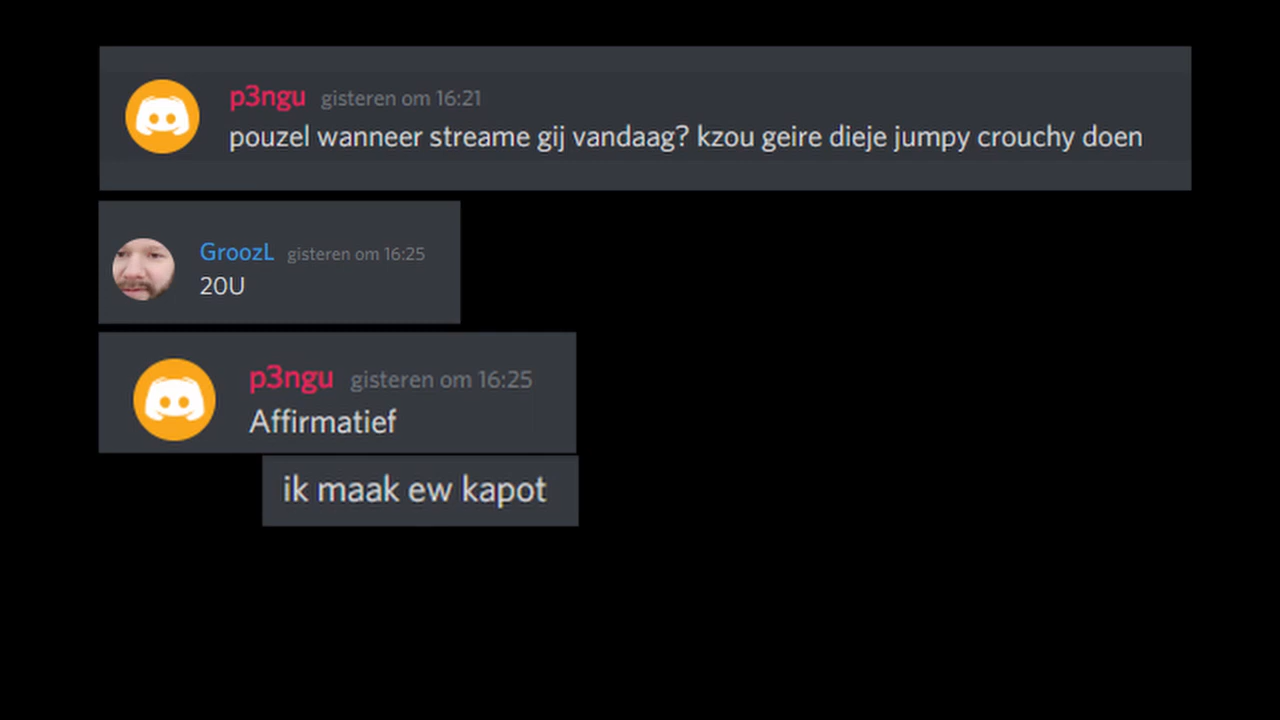 p3ngu gisteren om 16:21
pouzel wanneer streame gij vandaag? kzou geire dieje jumpy crouchy doen
GroozL gisteren om 16:25
20U
p3ngu gisteren om 16:25
Affirmatief
ik maak ew kapot